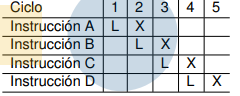 Ciclo 1 2 3 4 5
Instrucción A L X
Instrucción B L X
Instrucción C L X
Instrucción D L X